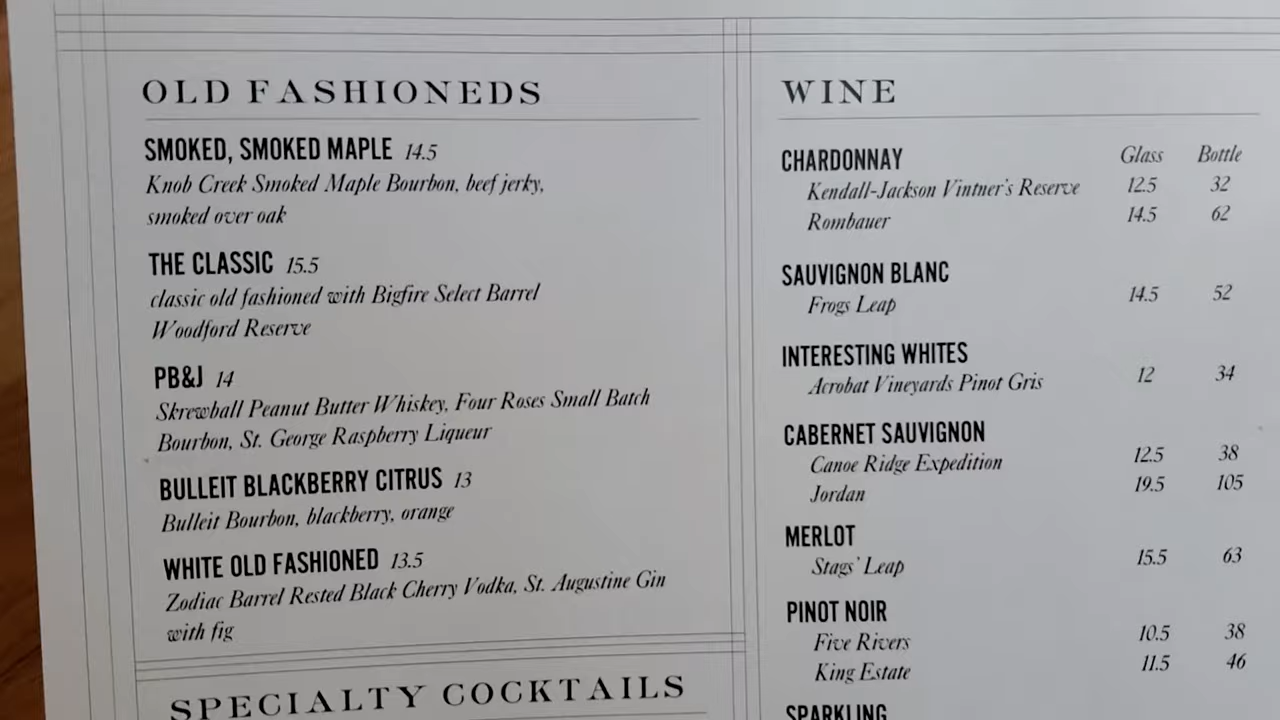 OLD FASHIONEDS
SMOKED, SMOKED MAPLE 14.5
Knob Creek Smoked Maple Bourbon, beef jerky,
smoked over oak
THE CLASSIC 15.5
classic old fashioned with Bigfire Select Barrel
Woodford Reserve
PB&J 14
Skrewball Peanut Butter Whiskey, Four Roses Small Batch
Bourbon, St. George Raspberry Liqueur
BULLEIT BLACKBERRY CITRUS 13
Bulleit Bourbon, blackberry, orange
WHITE OLD FASHIONED 13.5
Zodiac Barrel Rested Black Cherry Vodka, St. Augustine Gin
with fig
SPECIALTY COCKTAILS
WINE
CHARDONNAY Glass Bottle
Kendall-Jackson Vintner's Reserve 12.5 32
Rombauer 14.5 62
SAUVIGNON BLANC
Frogs Leap 14.5 52
INTERESTING WHITES
Acrobat Vineyards Pinot Gris 12 34
CABERNET SAUVIGNON
Canoe Ridge Expedition 12.5 38
Jordan 19.5 105
MERLOT
Stags' Leap 15.5 63
PINOT NOIR
Five Rivers 10.5 38
King Estate 11.5 46
SPARKLING